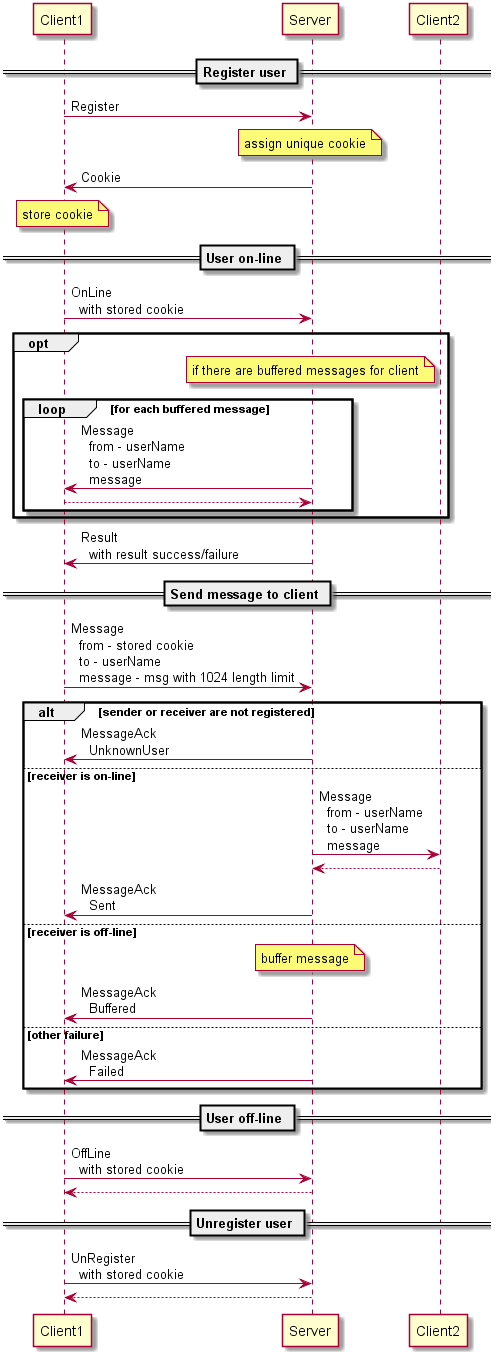 Client1 Server Client2
Register user
Register
assign unique cookie
Cookie
store cookie
User on-line
OnLine
with stored cookie
opt
if there are buffered messages for client
loop [for each buffered message]
Message
from - userName
to - userName
message
Result
with result success/failure
Send message to client
Message
from - stored cookie
to - userName
message - msg with 1024 length limit
alt [sender or receiver are not registered]
MessageAck
UnknownUser
[receiver is on-line]
Message
from - userName
to - userName
message
MessageAck
Sent
[receiver is off-line]
buffer message
MessageAck
Buffered
[other failure]
MessageAck
Failed
User off-line
OffLine
with stored cookie
Unregister user
UnRegister
with stored cookie
Client1 Server Client2